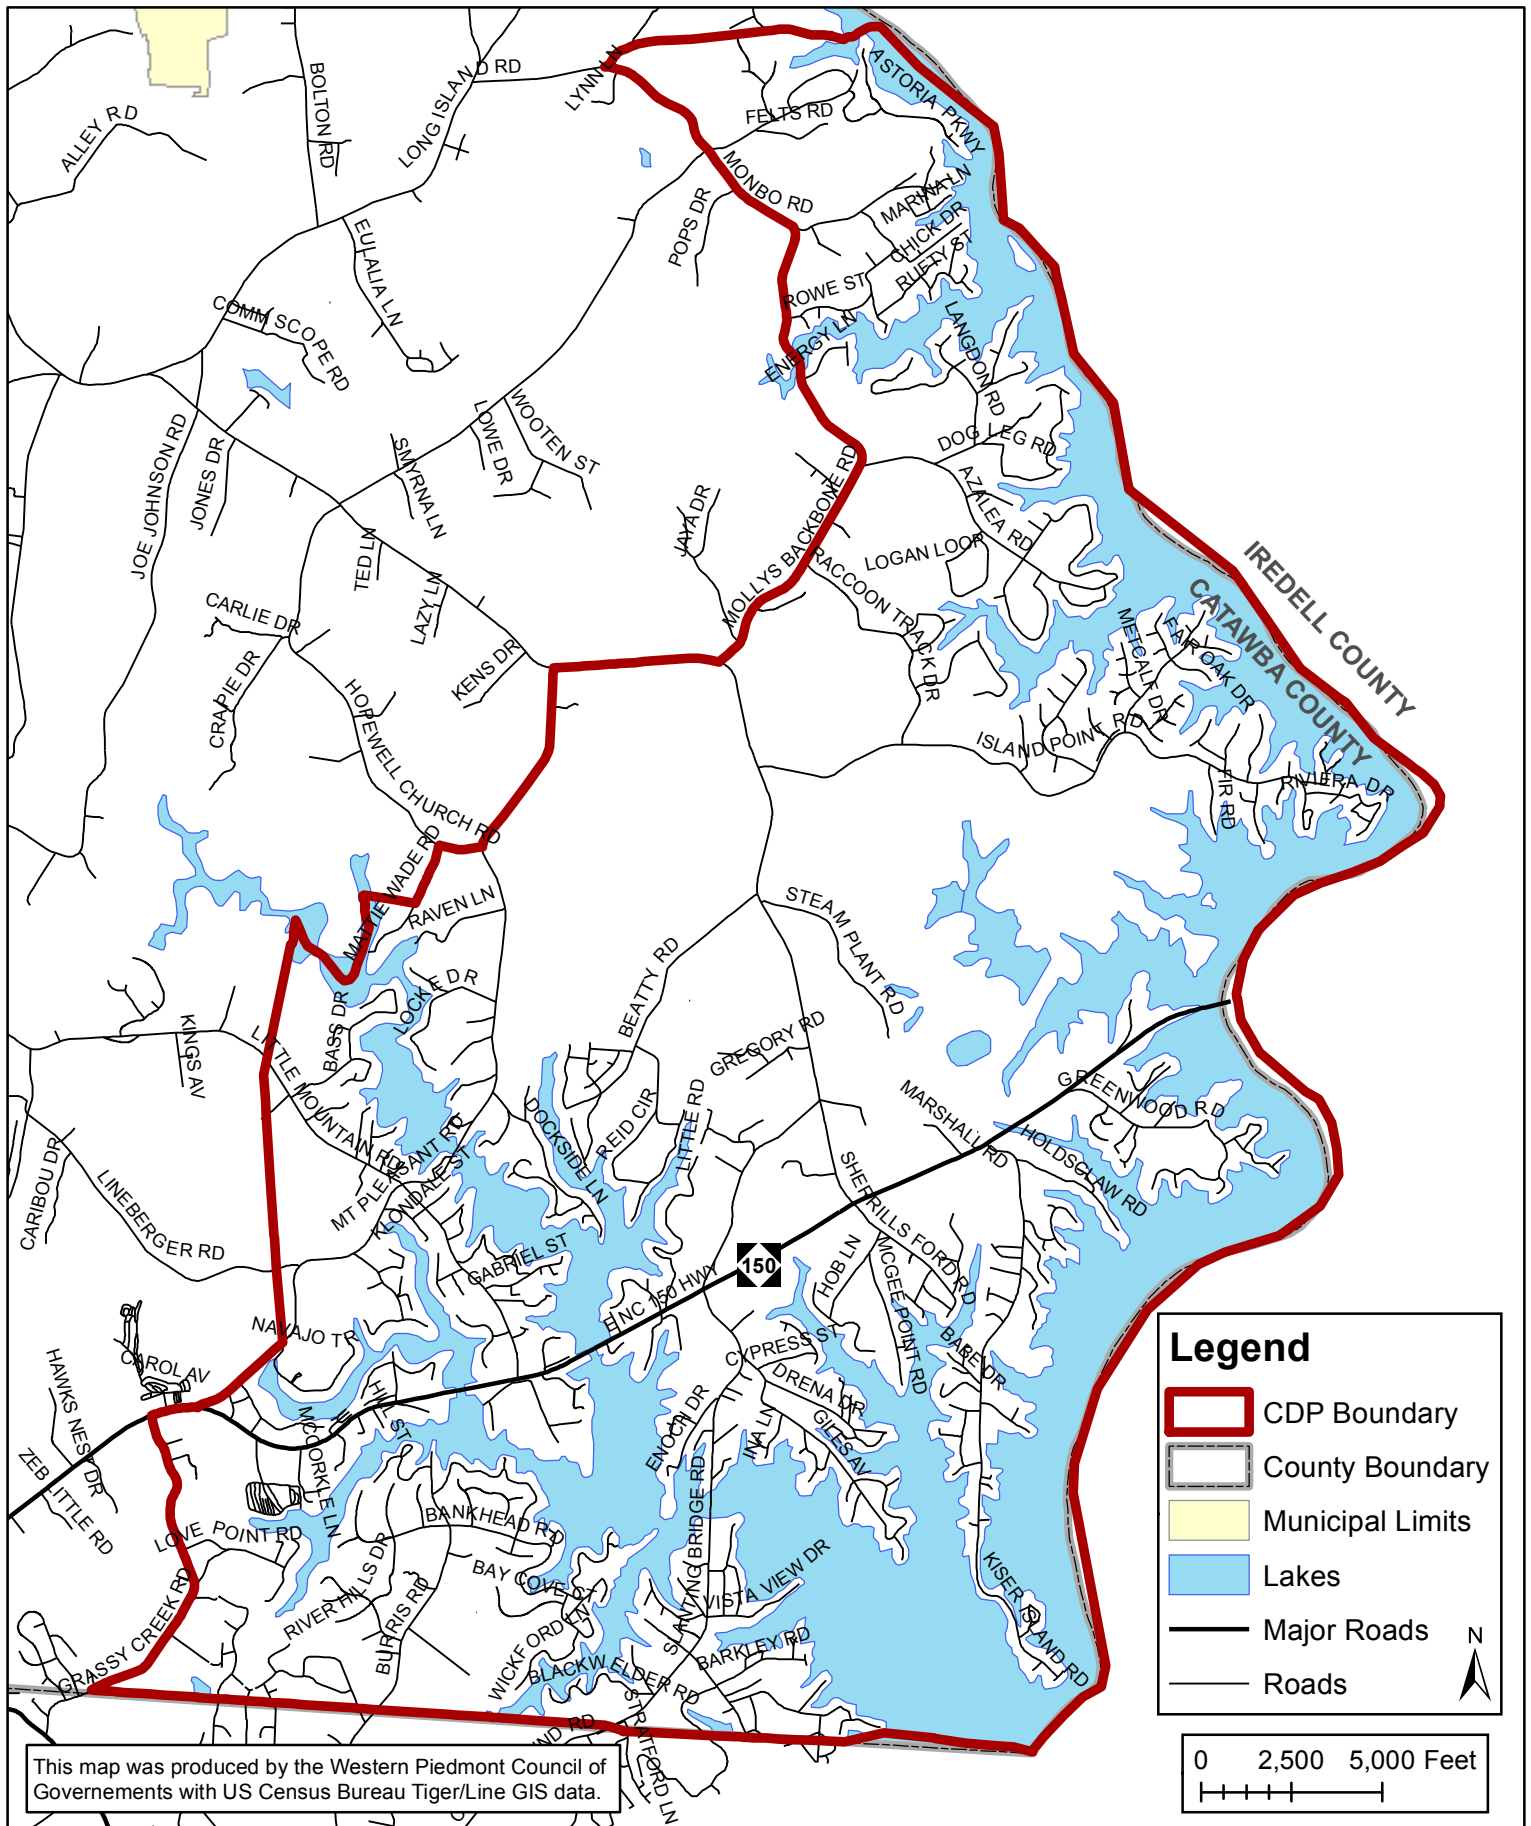 ASTORIA PKWY
LYNN LN
LONG ISLAND RD
BOLTON RD
ALLEY RD
FELTS RD
MONBO RD
POPS DR
MARINA LN
CHICK DR
RUFTY ST
ROWE ST
ENERGY LN
EULALIA LN
COMM SCOPE RD
LANGDON RD
DOG LEG RD
AZALEA RD
LOGAN LOOP
JOE JOHNSON RD
JONES DR
SMYRNA LN
LOWE DR
WOOTEN ST
JAYA DR
MOLLYS BACKBONE RD
RACCOON TRACK DR
TED LN
LAZY LN
KENS DR
CARLIE DR
CRAPIE DR
HOPEWELL CHURCH RD
IREDELL COUNTY
CATAWBA COUNTY
METCALF DR
FAIR OAK DR
ISLAND POINT RD
FIR RD
RIVIERA DR
MATTIE WADE RD
RAVEN LN
STEAM PLANT RD
BEATTY RD
LOCKE DR
BASS DR
KINGS AV
LITTLE MOUNTAIN RD
GREGORY RD
MARSHALL RD
GREENWOOD RD
HOLDSCLAW RD
DOCKSIDE LN
REID CIR
LITTLE RD
MT PLEASANT RD
KLONDALE ST
CARIBOU DR
LINEBERGER RD
GABRIEL ST
SHERRILLS FORD RD
HOB LN
MCGEE POINT RD
150
E NC 150 HWY
NAVAJO TR
CAROL AV
HAWKS NEST DR
ZEB LITTLE RD
CYPRESS ST
DRENA DR
BABE DR
GILES AV
INA LN
ENOCH DR
HILL ST
MCCORKLE LN
LOVE POINT RD
BANKHEAD RD
BAY COVE CT
RIVER HILLS DR
BURRIS RD
WICKFORD LN
SLANTING BRIDGE RD
VISTA VIEW DR
BARKLEY RD
BLACKWELDER RD
STRATFORD LN
KISER ISLAND RD
GRASSY CREEK RD
Legend
CDP Boundary
County Boundary
Municipal Limits
Lakes
Major Roads
Roads
N
0 2,500 5,000 Feet
This map was produced by the Western Piedmont Council of
Governements with US Census Bureau Tiger/Line GIS data.